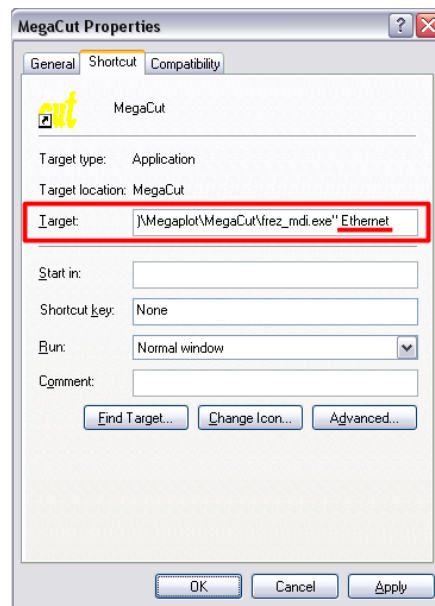 MegaCut Properties
General Shortcut Compatibility
cut MegaCut
Target type: Application
Target location: MegaCut
Target: )\Megaplot\MegaCut\frez_mdi.exe" Ethernet
Start in:
Shortcut key: None
Run: Normal window
Comment:
Find Target... Change Icon... Advanced...
OK Cancel Apply